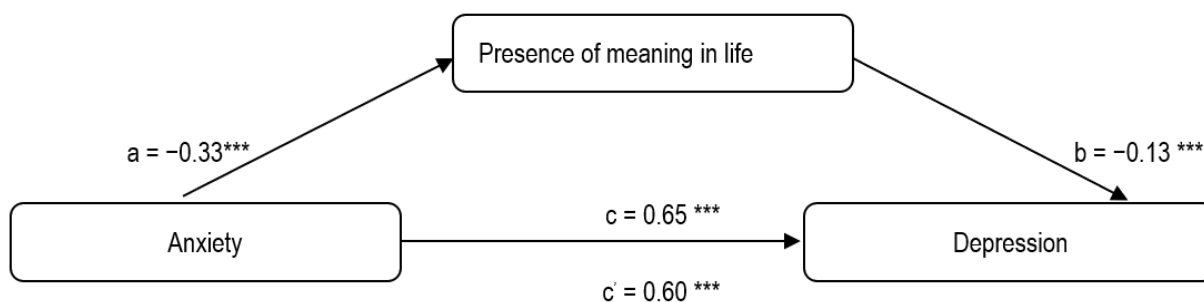 Presence of meaning in life
a = −0.33***
b = −0.13 ***
c = 0.65 ***
Anxiety
Depression
c' = 0.60 ***